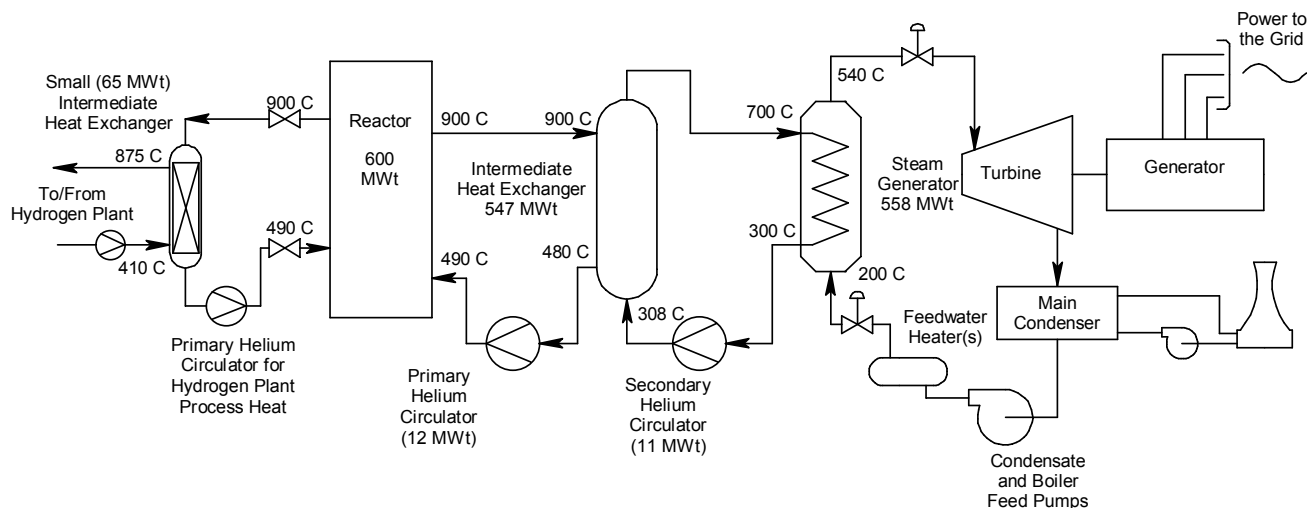 Small (65 MWt)
Intermediate
Heat Exchanger
900 C
875 C
To/From
Hydrogen Plant
410 C
490 C
Primary Helium
Circulator for
Hydrogen Plant
Process Heat
Reactor
600
MWt
900 C
900 C
490 C
480 C
Intermediate
Heat Exchanger
547 MWt
Primary
Helium
Circulator
(12 MWt)
308 C
Secondary
Helium
Circulator
(11 MWt)
700 C
300 C
540 C
200 C
Steam
Generator
558 MWt
Feedwater
Heater(s)
Condensate
and Boiler
Feed Pumps
Turbine
Main
Condenser
Generator
Power to
the Grid